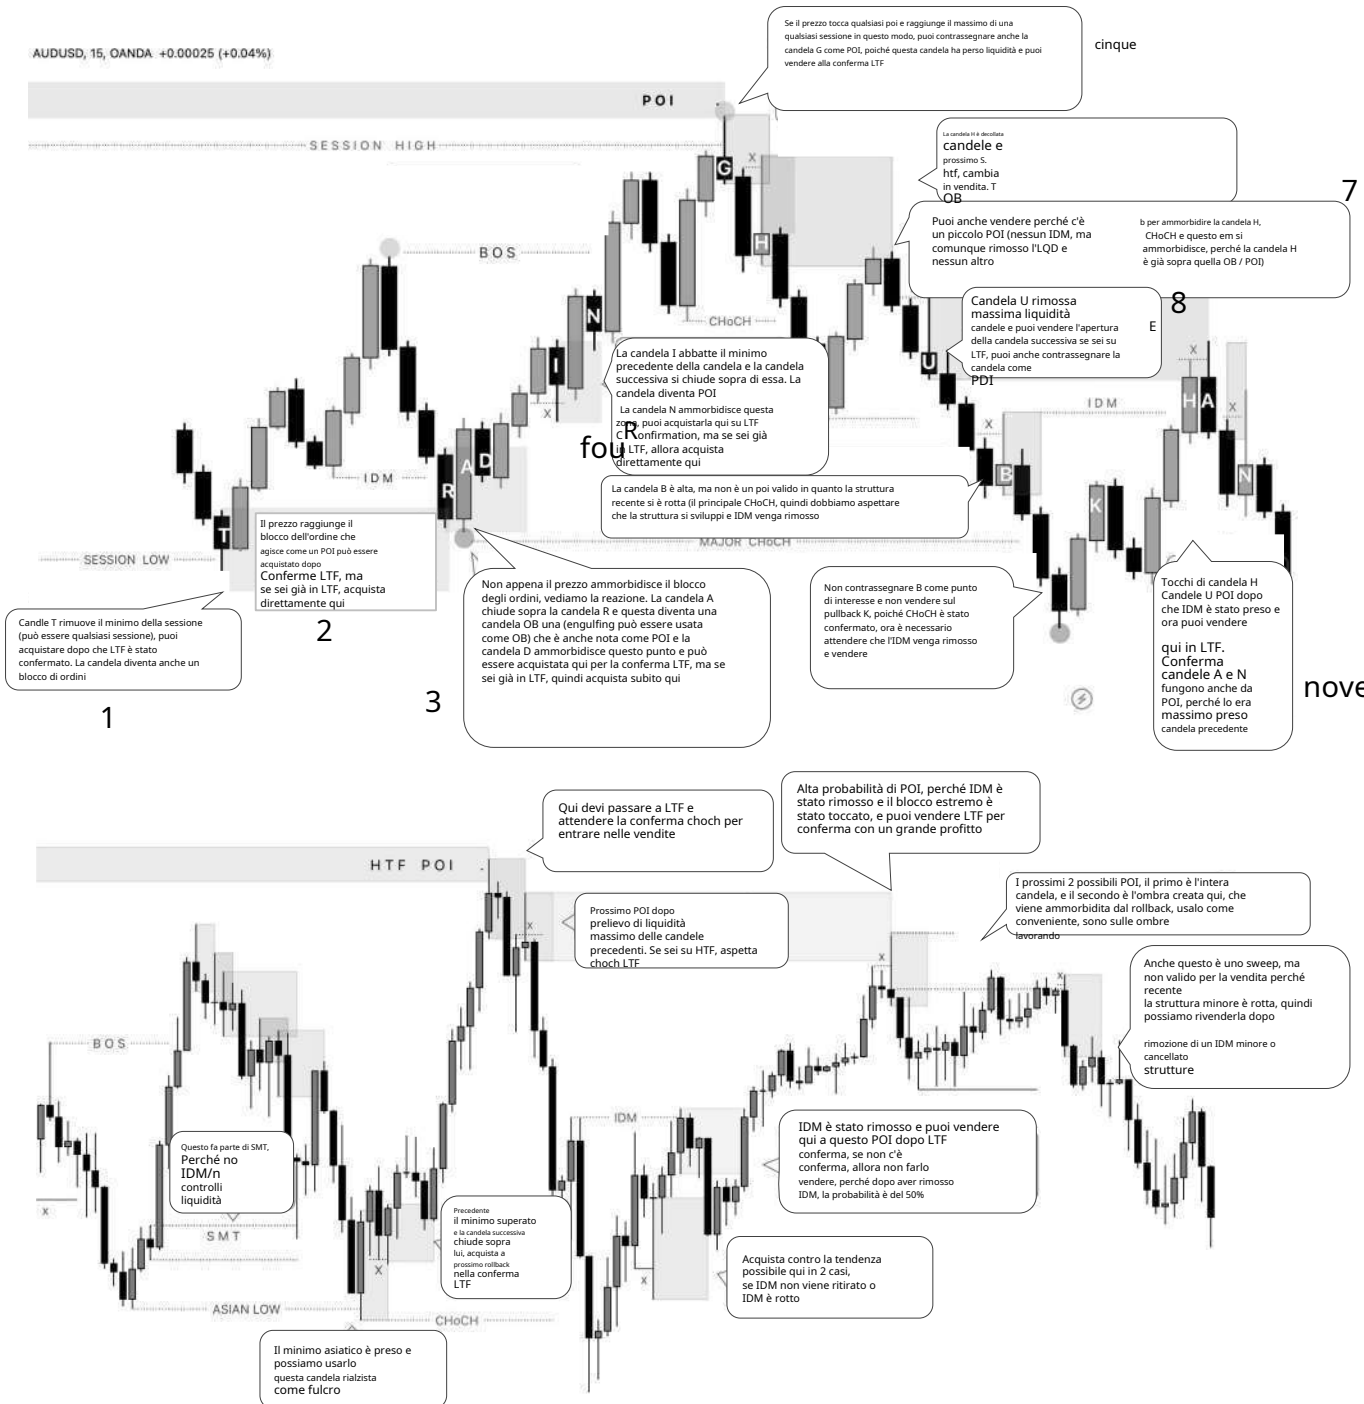 AUDUSD, 15, OANDA +0.00025 (+0.04%)
Se il prezzo tocca qualsiasi poi e raggiunge il massimo di una
qualsiasi sessione in questo modo, puoi contrassegnare anche la
candela G come POI, poiché questa candela ha perso liquidità e puoi
vendere alla conferma LTF
cinque
POI
SESSION HIGH
G
X
H
La candela H è decollata
candele e
prossimo S.
htf, cambia
in vendita. T
OB
7
Puoi anche vendere perché c'è
un piccolo POI (nessun IDM, ma
comunque rimosso l'LQD e
nessun altro
b per ammorbidire la candela H,
CHoCH e questo em si
ammorbidisce, perché la candela H
è già sopra quella OB / POI)
BOS
CHoCH
Candela U rimossa
massima liquidità
candele e puoi vendere l'apertura
della candela successiva se sei su
LTF, puoi anche contrassegnare la
candela come
PDI
E
8
N
I
X
U
La candela I abbatte il minimo
precedente della candela e la candela
successiva si chiude sopra di essa. La
candela diventa POI
La candela N ammorbidisce questa
zona, puoi acquistarla qui su LTF
cRonfirmation, ma se sei già
in LTF, allora acquista
direttamente qui
fou
X
H A
X
IDM
X
B
K
N
IDM
R
A
D
T
La candela B è alta, ma non è un poi valido in quanto la struttura
recente si è rotta (il principale CHoCH, quindi dobbiamo aspettare
che la struttura si sviluppi e IDM venga rimosso
MAJOR CHoCH
SESSION LOW
Il prezzo raggiunge il
blocco dell'ordine che
agisce come un POI può essere
acquistato dopo
Conferme LTF, ma
se sei già in LTF, acquista
direttamente qui
2
Candle T rimuove il minimo della sessione
(può essere qualsiasi sessione), puoi
acquistare dopo che LTF è stato
confermato. La candela diventa anche un
blocco di ordini
1
Non appena il prezzo ammorbidisce il blocco
degli ordini, vediamo la reazione. La candela A
chiude sopra la candela R e questa diventa una
candela OB una (engulfing può essere usata
come OB) che è anche nota come POI e la
candela D ammorbidisce questo punto e può
essere acquistata qui per la conferma LTF, ma se
sei già in LTF, quindi acquista subito qui
3
Non contrassegnare B come punto
di interesse e non vendere sul
pullback K, poiché CHoCH è stato
confermato, ora è necessario
attendere che l'IDM venga rimosso
e vendere
Tocchi di candela H
Candele U POI dopo
che IDM è stato preso e
ora puoi vendere
qui in LTF.
Conferma
candele A e N
fungono anche da
POI, perché lo era
massimo preso
candela precedente
nove
Qui devi passare a LTF e
attendere la conferma choch per
entrare nelle vendite
Alta probabilità di POI, perché IDM è
stato rimosso e il blocco estremo è
stato toccato, e puoi vendere LTF per
conferma con un grande profitto
HTF POI
Prossimo POI dopo
prelievo di liquidità
massimo delle candele
precedenti. Se sei su HTF, aspetta
choch LTF
X
I prossimi 2 possibili POI, il primo è l'intera
candela, e il secondo è l'ombra creata qui, che
viene ammorbidita dal rollback, usalo come
conveniente, sono sulle ombre
lavorando
X
X
Anche questo è uno sweep, ma
non valido per la vendita perché
recente
la struttura minore è rotta, quindi
possiamo rivenderla dopo
rimozione di un IDM minore o
cancellato
strutture
BOS
IDM
Questo fa parte di SMT,
Perché no
IDM/n
controlli
liquidità
X
SMT
IDM è stato rimosso e puoi vendere
qui a questo POI dopo LTF
conferma, se non c'è
conferma, allora non farlo
vendere, perché dopo aver rimosso
IDM, la probabilità è del 50%
Precedente
il minimo superato
e la candela successiva
chiude sopra
lui, acquista a
prossimo rollback
nella conferma
LTF
X
X
Acquista contro la tendenza
possibile qui in 2 casi,
se IDM non viene ritirato o
IDM è rotto
ASIAN LOW
CHoCH
Il minimo asiatico è preso e
possiamo usarlo
questa candela rialzista
come fulcro